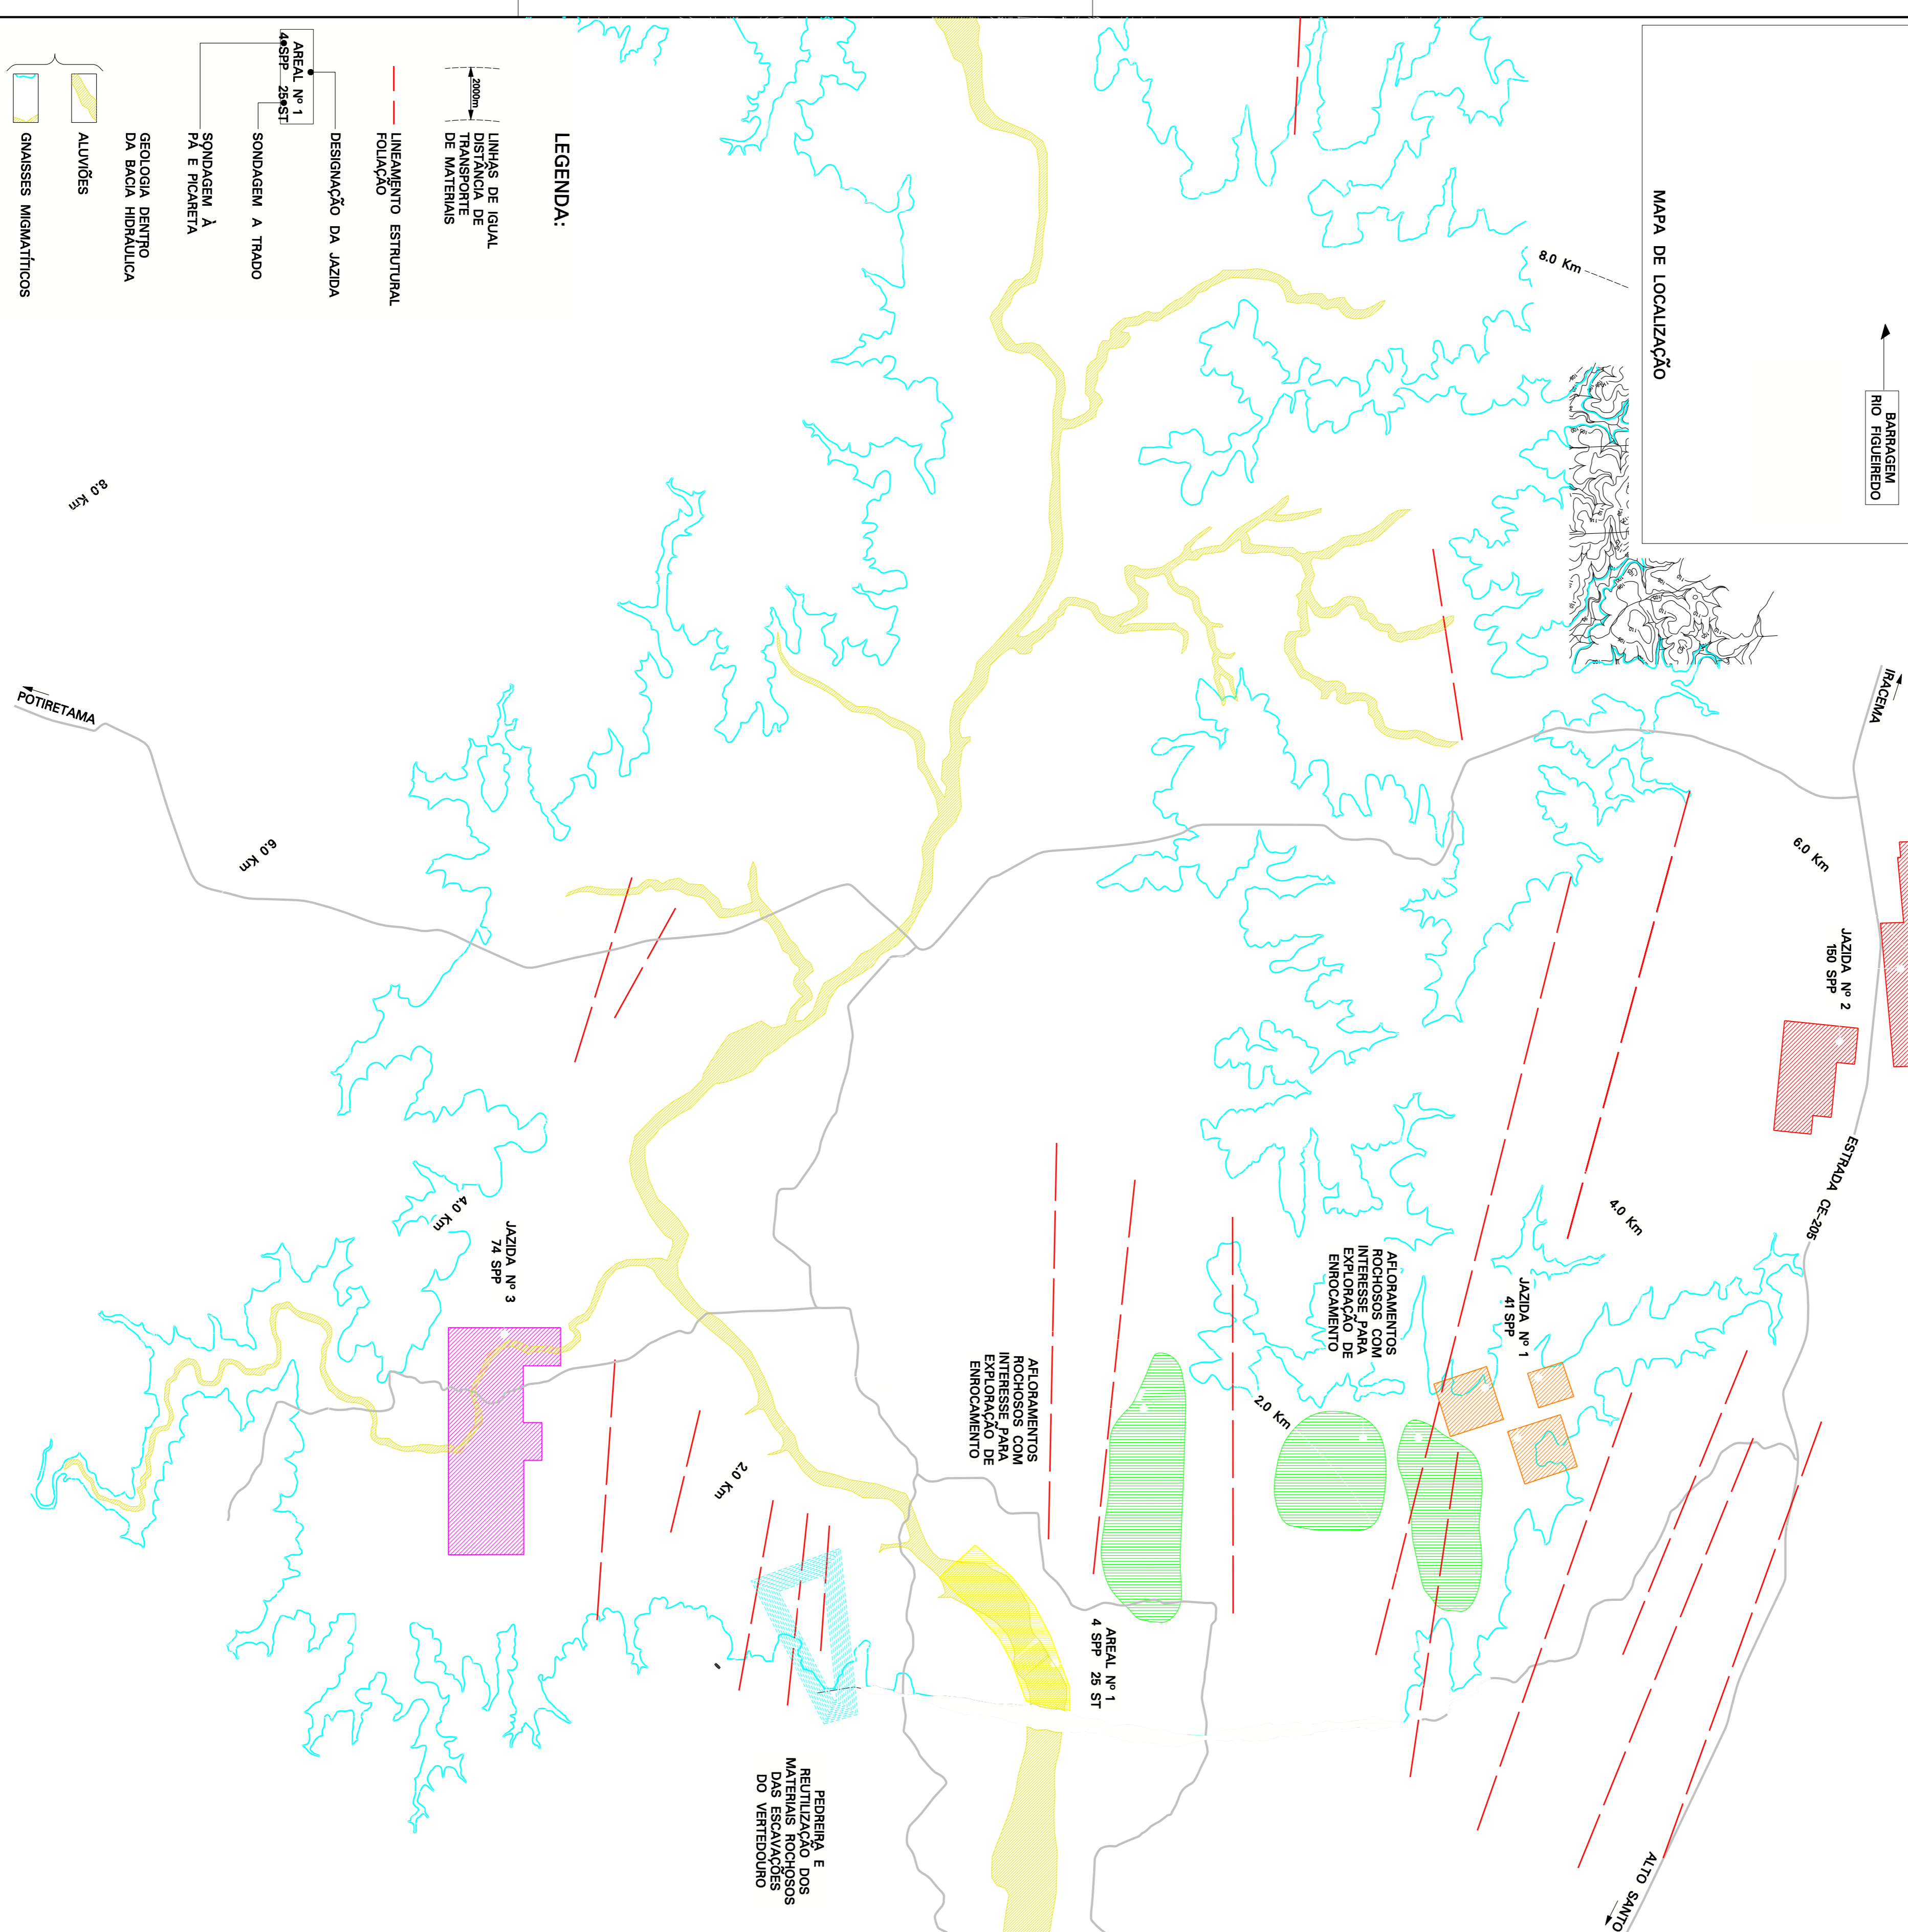 BARRAGEM
RIO FIGUEIREDO
MAPA DE LOCALIZAÇÃO
IRACEMA
8.0 Km
6.0 Km
JAZIDA Nº 2
150 SPP
ESTRADA CE-205
4.0 Km
JAZIDA Nº 1
41 SPP
AFLORAMENTOS
ROCHOSOS COM
INTERESSE PARA
EXPLORAÇÃO DE
ENROCAMENTO
2.0 Km
ALTO SANTO
AFLORAMENTOS
ROCHOSOS COM
INTERESSE PARA
EXPLORAÇÃO DE
ENROCAMENTO
AREAL Nº 1
4 SPP 25 ST
PEDREIRA E
REUTILIZAÇÃO DOS
MATERIAIS ROCHOSOS
DAS ESCAVAÇÕES
DO VERTEDOURO
2.0 Km
JAZIDA Nº 3
74 SPP
4.0 Km
6.0 Km
8.0 Km
POTIRETAMA
LEGENDA:
2000m
LINHAS DE IGUAL
DISTÂNCIA DE
TRANSPORTE
DE MATERIAIS
LINEAMENTO ESTRUTURAL
FOLIAÇÃO
AREAL Nº 1
4 SPP 25 ST
DESIGNAÇÃO DA JAZIDA
SONDAGEM A TRADO
SONDAGEM À
PÁ E PICARETA
GEOLOGIA DENTRO
DA BACIA HIDRÁULICA
ALUVIÕES
GNAISSES MIGMATÍTICOS